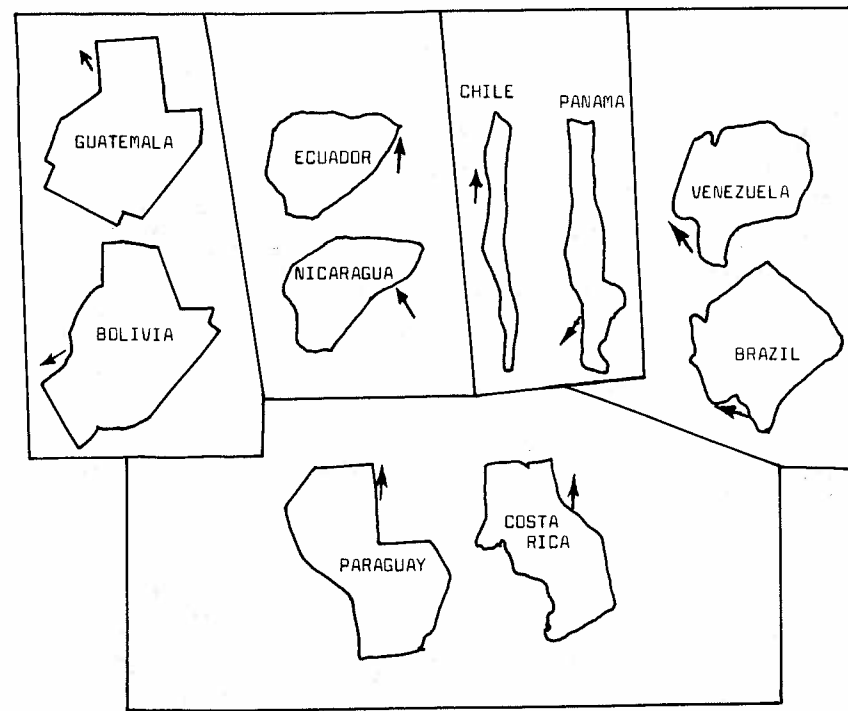 GUATEMALA
BOLIVIA
ECUADOR
NICARAGUA
CHILE
PANAMA
VENEZUELA
BRAZIL
PARAGUAY
COSTA
RICA